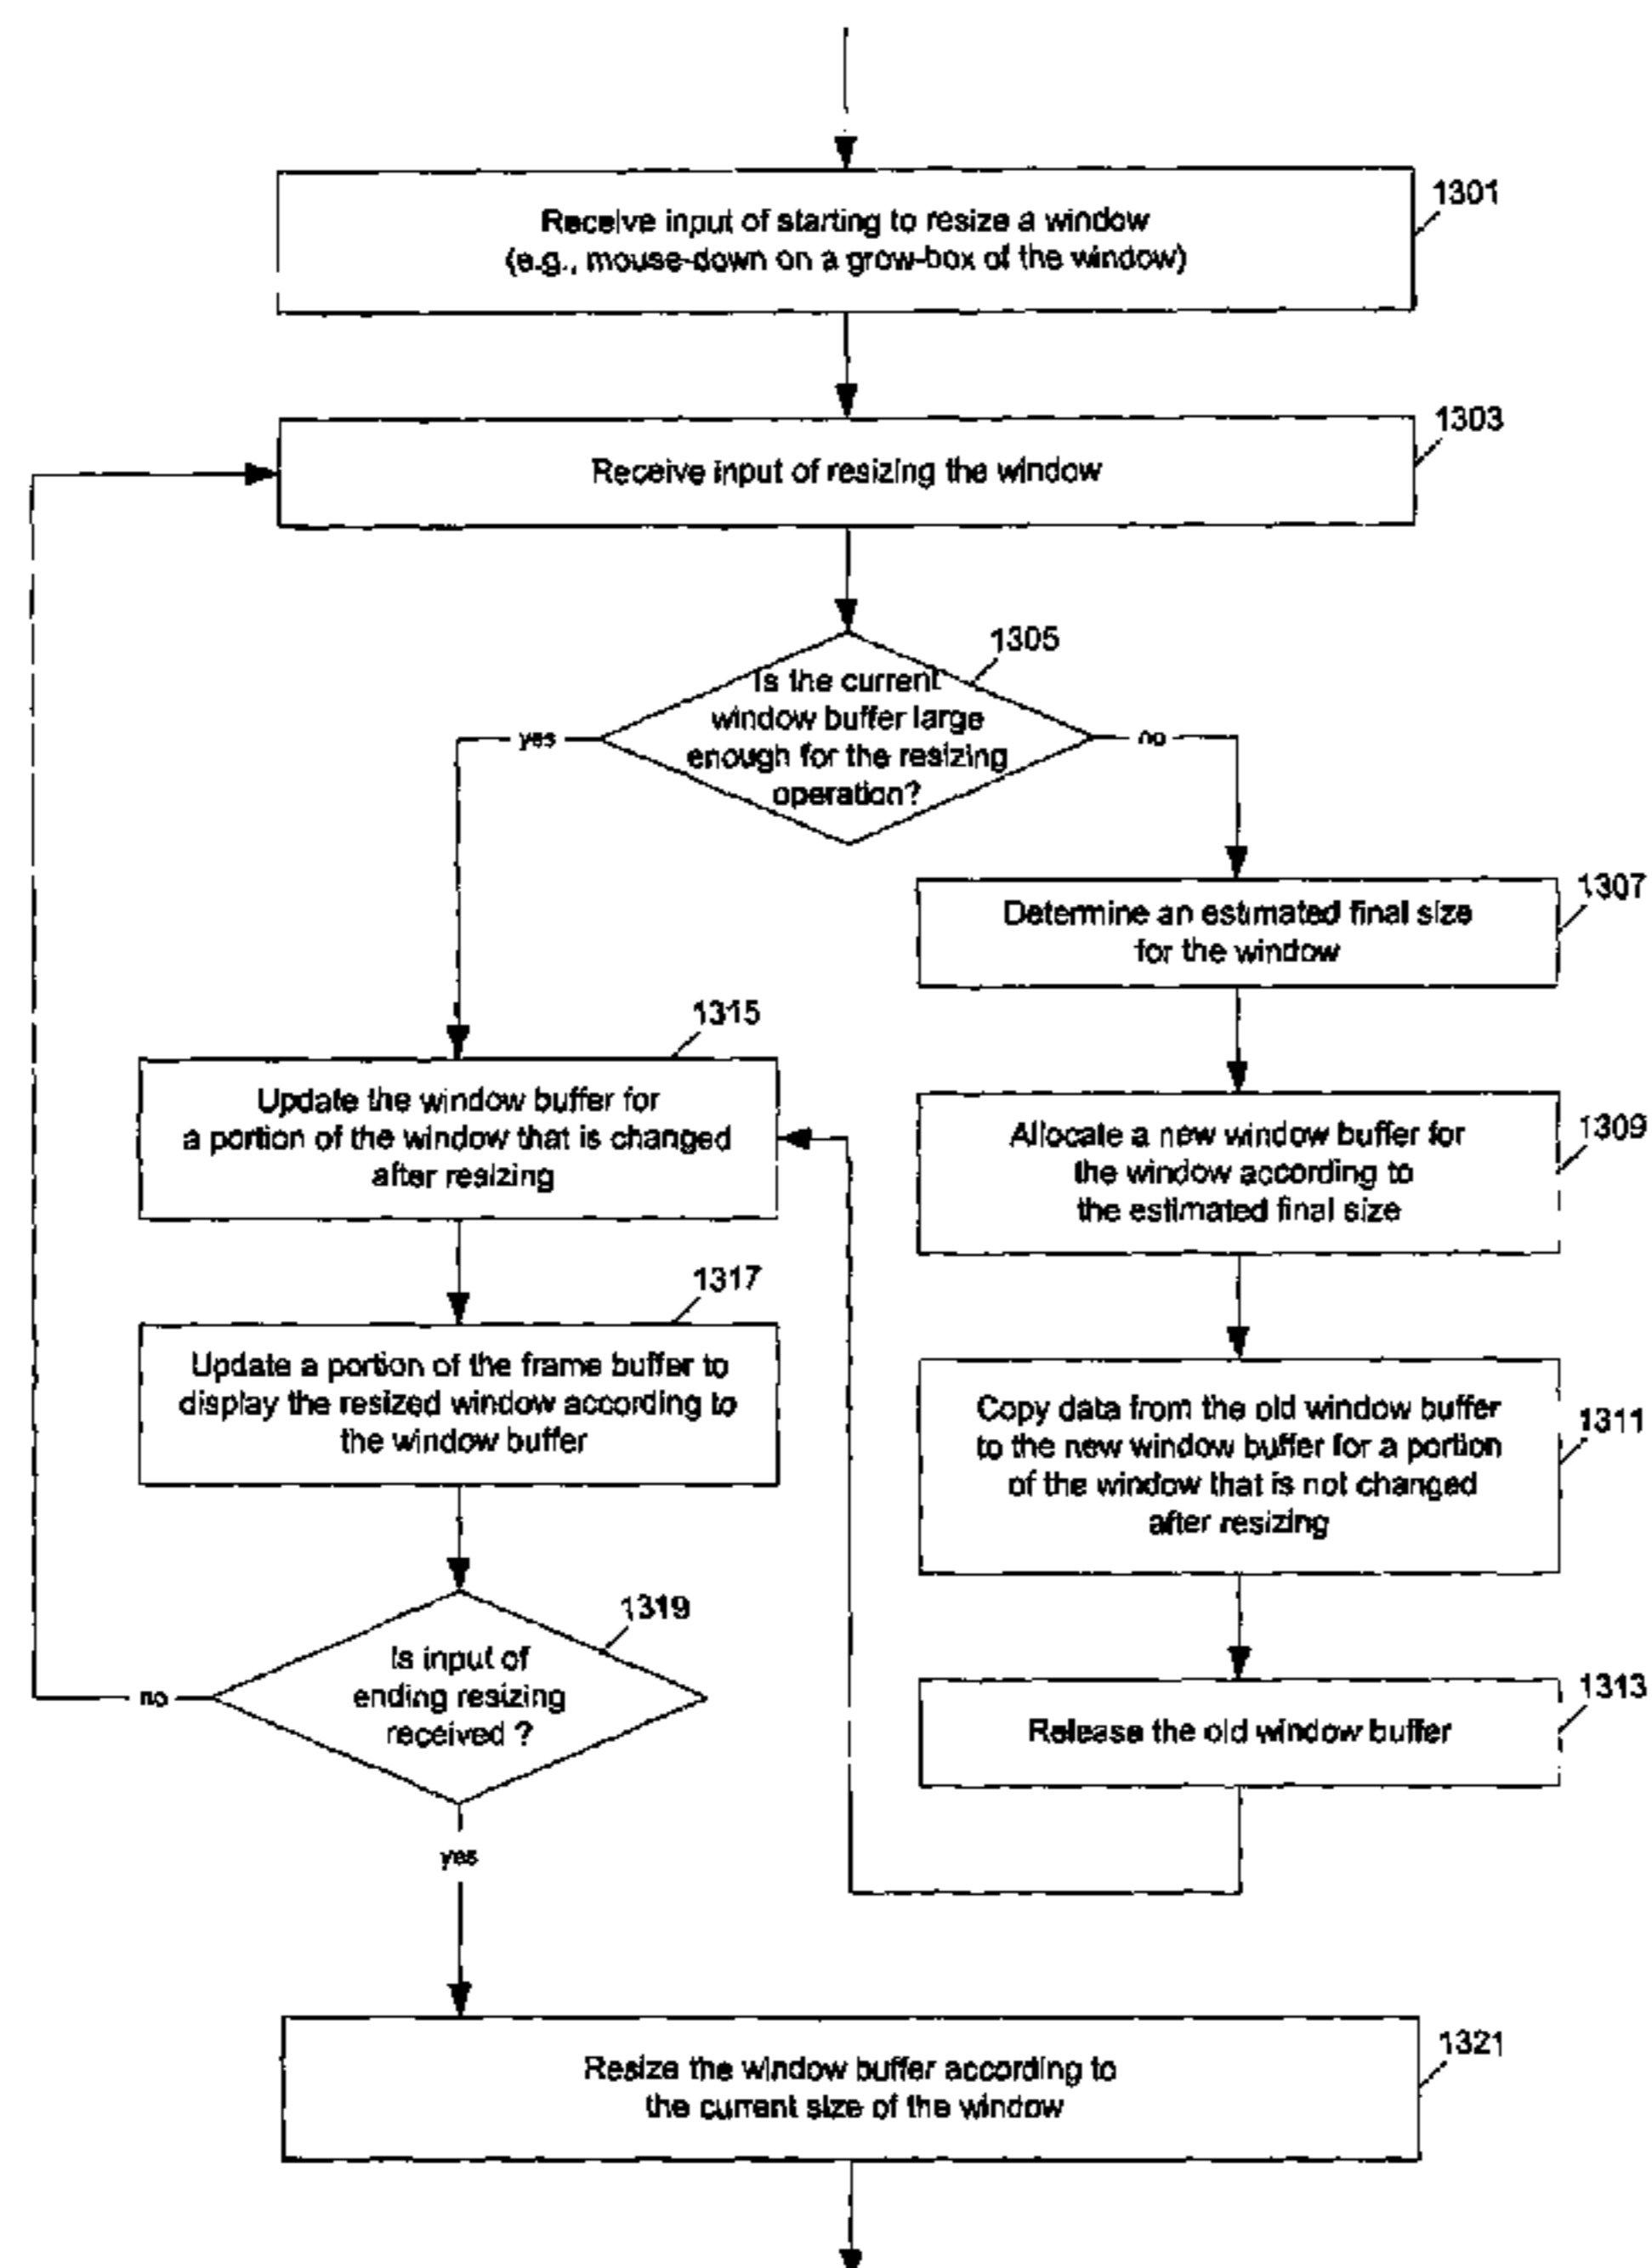 1301
Receive input of starting to resize a window
(e.g., mouse-down on a grow-box of the window)
1303
Receive input of resizing the window
1305
Is the current
window buffer large
enough for the resizing
operation?
yes
no
1307
Determine an estimated final size
for the window
1309
Allocate a new window buffer for
the window according to
the estimated final size
1311
Copy data from the old window buffer
to the new window buffer for a portion
of the window that is not changed
after resizing
1313
Release the old window buffer
1315
Update the window buffer for
a portion of the window that is changed
after resizing
1317
Update a portion of the frame buffer to
display the resized window according to
the window buffer
1319
Is input of
ending resizing
received ?
no
yes
1321
Resize the window buffer according to
the current size of the window